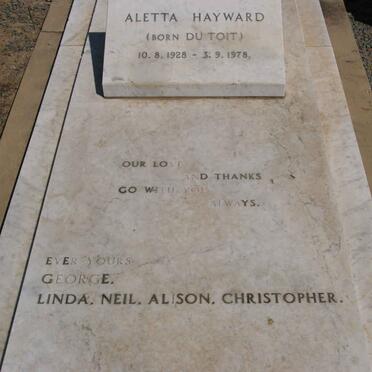 ALETTA HAYWARD
(BORN DU TOIT)
10.8.1928 - 3.9.1978.
OUR LOVE
AND THANKS
GO WITH YOU
ALWAYS.
EVER YOURS
GEORGE.
LINDA. NEIL. ALISON. CHRISTOPHER.